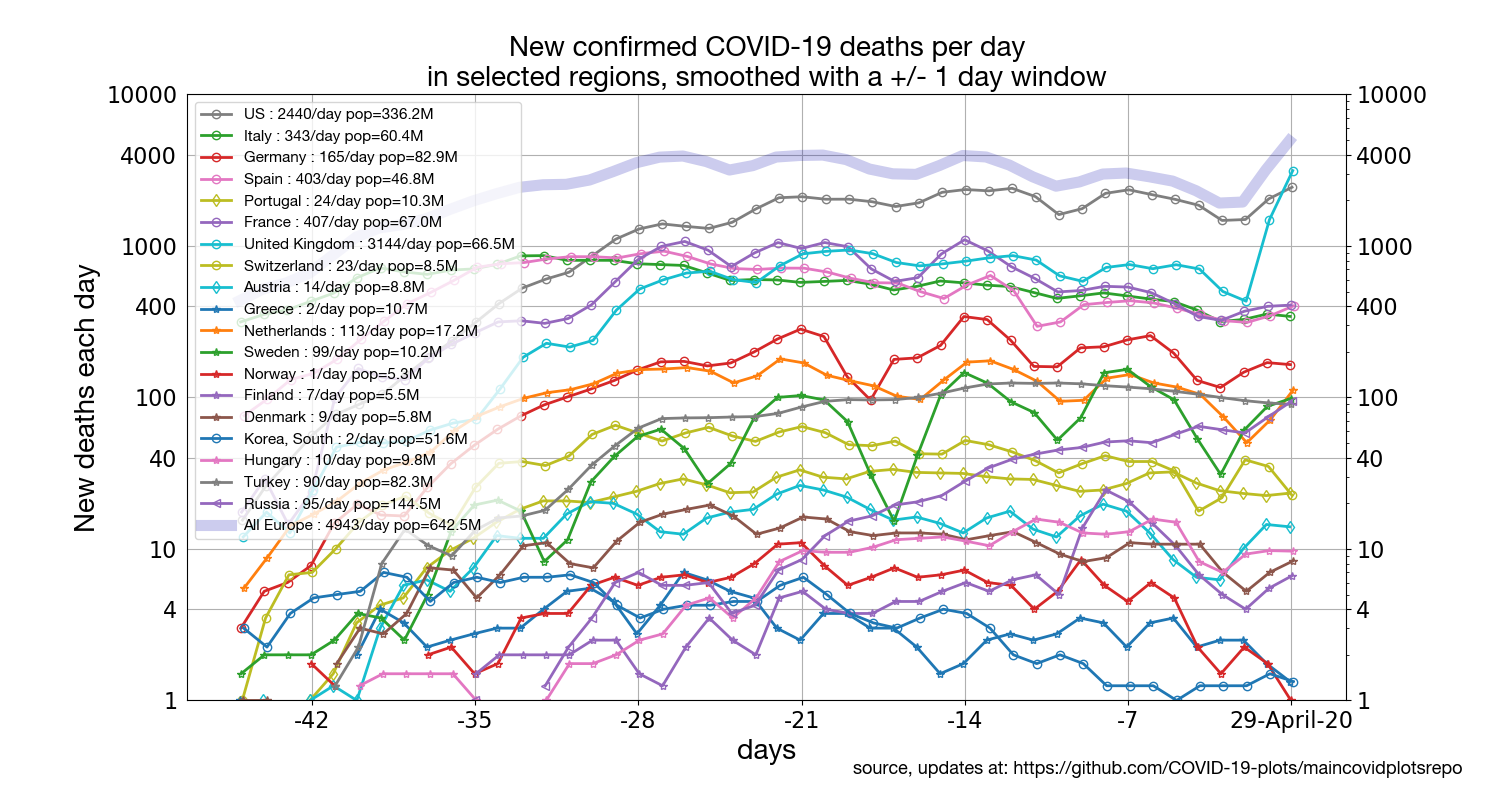 New confirmed COVID-19 deaths per day
in selected regions, smoothed with a +/- 1 day window
10000
4000
1000
400
100
40
10
4
1
New deaths each day
US : 2440/day pop=336.2M
Italy : 343/day pop=60.4M
Germany : 165/day pop=82.9M
Spain : 403/day pop=46.8M
Portugal : 24/day pop=10.3M
France : 407/day pop=67.0M
United Kingdom : 3144/day pop=66.5M
Switzerland : 23/day pop=8.5M
Austria : 14/day pop=8.8M
Greece : 2/day pop=10.7M
Netherlands : 113/day pop=17.2M
Sweden : 99/day pop=10.2M
Norway : 1/day pop=5.3M
Finland : 7/day pop=5.5M
Denmark : 9/day pop=5.8M
Korea, South : 2/day pop=51.6M
Hungary : 10/day pop=9.8M
Turkey : 90/day pop=82.3M
Russia : 95/day pop=144.5M
All Europe : 4943/day pop=642.5M
10000
4000
1000
400
100
40
10
4
1
-42 -35 -28 -21 -14 -7 29-April-20
days
source, updates at: https://github.com/COVID-19-plots/maincovidplotsrepo